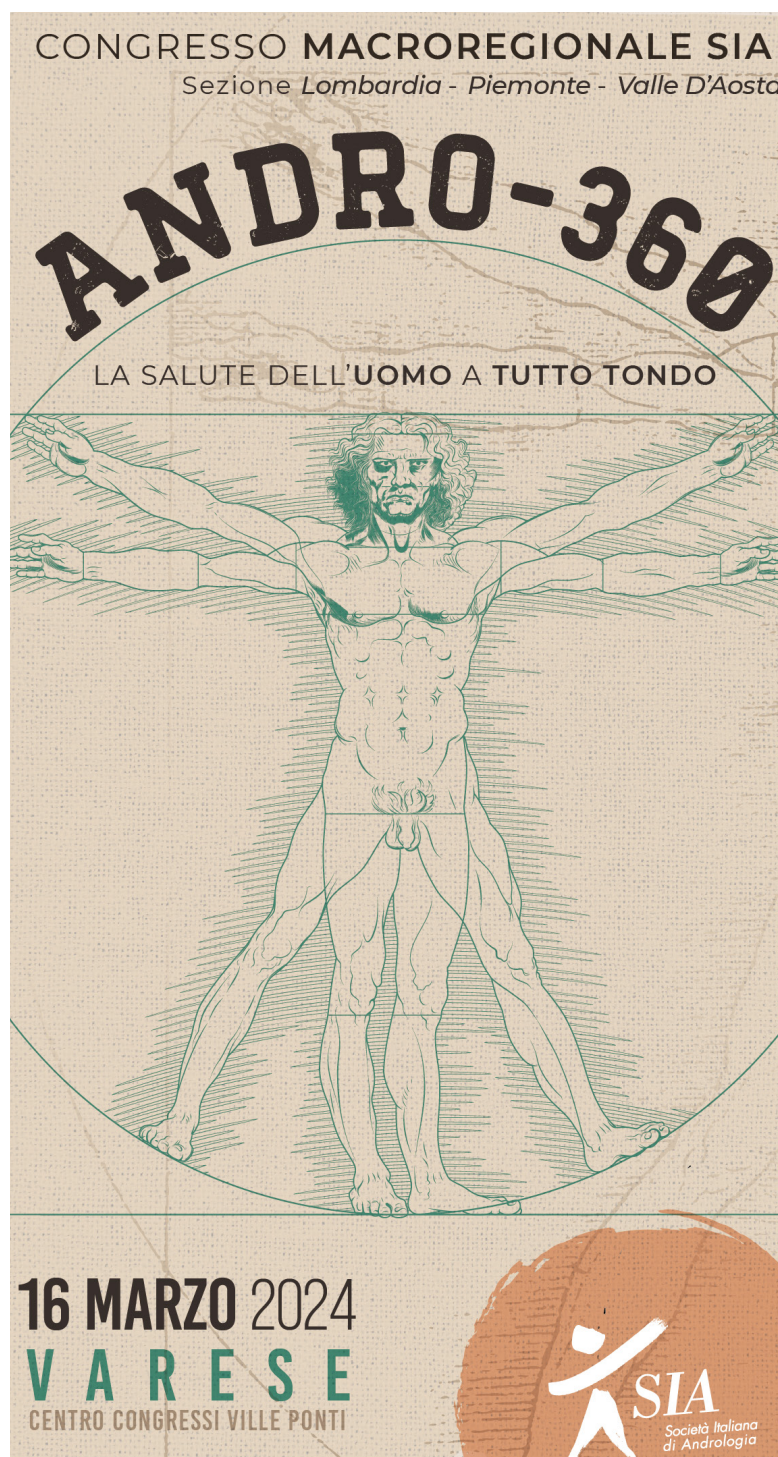 CONGRESSO MACROREGIONALE SIA
Sezione Lombardia - Piemonte - Valle D'Aosta
ANDRO-360
LA SALUTE DELL'UOMO A TUTTO TONDO
16 MARZO 2024
VARESE
CENTRO CONGRESSI VILLE PONTI
SIA
Società Italiana
di Andrologia